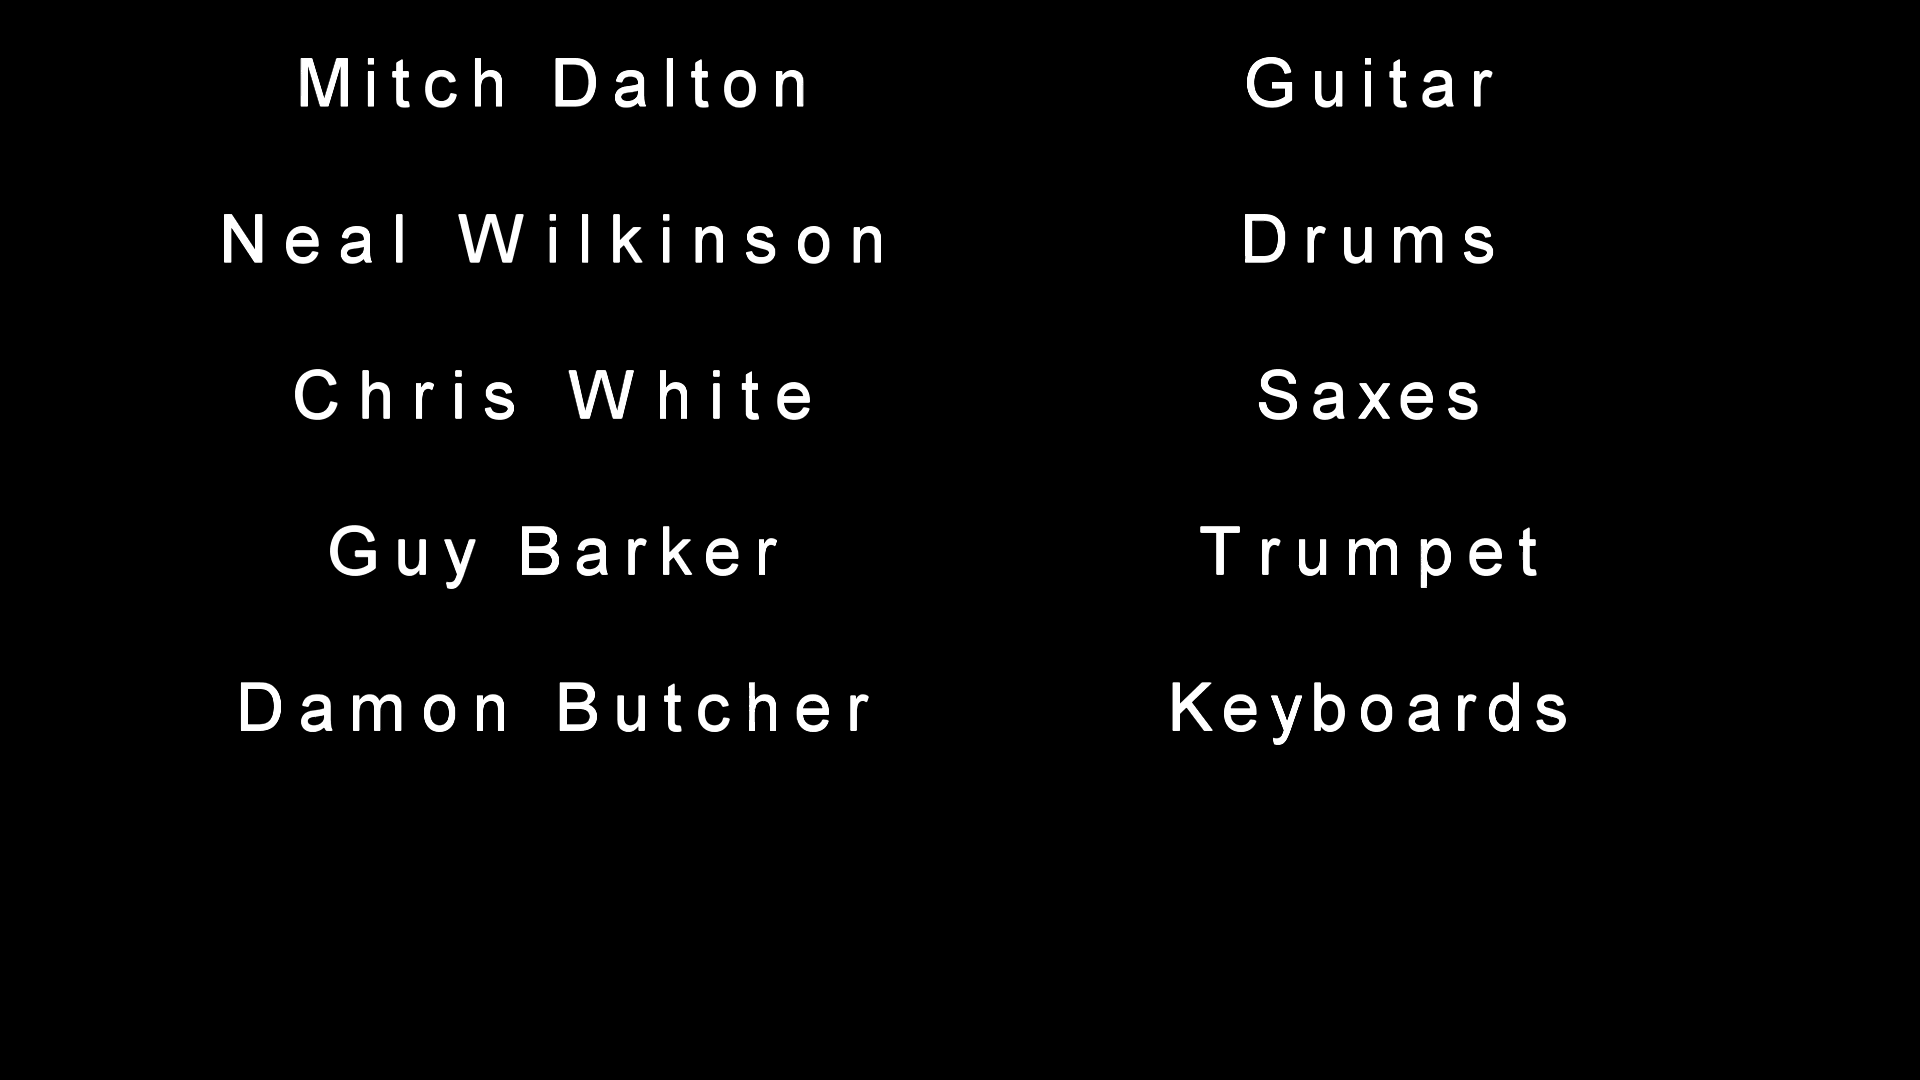 Mitch Dalton Guitar
Neal Wilkinson Drums
Chris White Saxes
Guy Barker Trumpet
Damon Butcher Keyboards